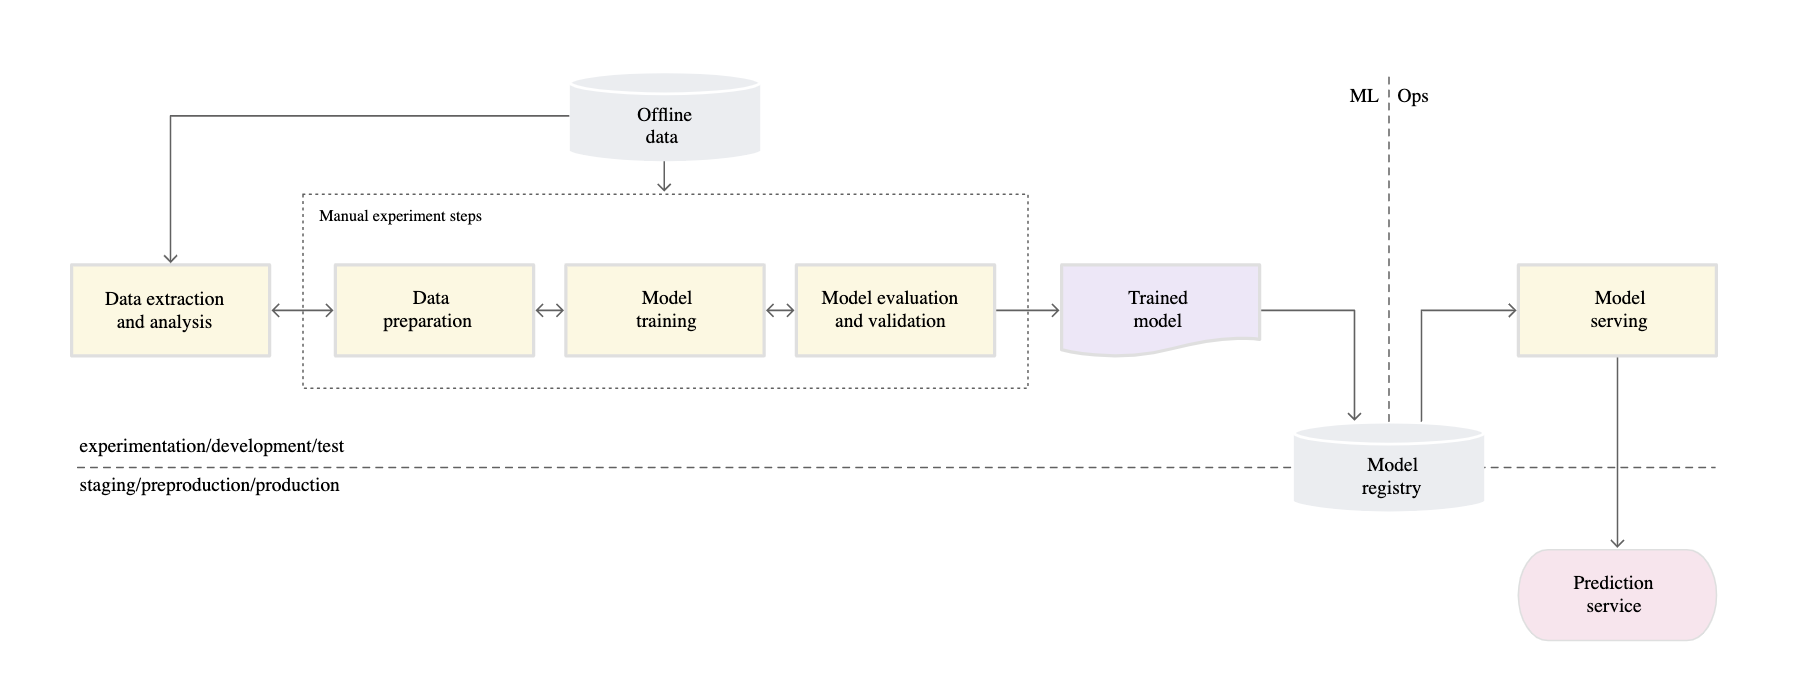 Offline
data
ML
Ops
Manual experiment steps
Data extraction
and analysis
Data
preparation
Model
training
Model evaluation
and validation
Trained
model
Model
serving
experimentation/development/test
staging/preproduction/production
Model
registry
Prediction
service